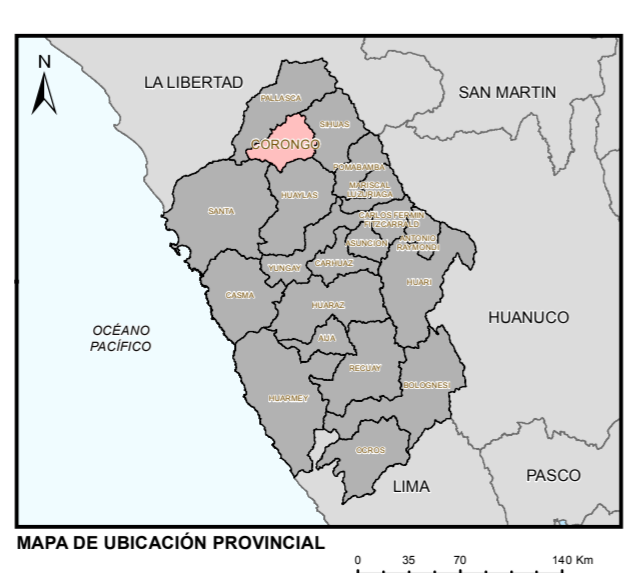 N
LA LIBERTAD
SAN MARTIN
PALLASCA
SIHUAS
CORONGO
POMABAMBA
MARISCAL
LUZURIAGA
HUAYLAS
SANTA
CARLOS FERMIN
FITZCARRALD
ANTONIO
RAYMONDI
ASUNCION
CARHUAZ
YUNGAY
HUARI
CASMA
HUARAZ
HUANUCO
OCÉANO
PACÍFICO
AIJA
RECUAY
BOLOGNESI
HUARMEY
OCROS
LIMA
PASCO
MAPA DE UBICACIÓN PROVINCIAL
0 35 70 140 Km